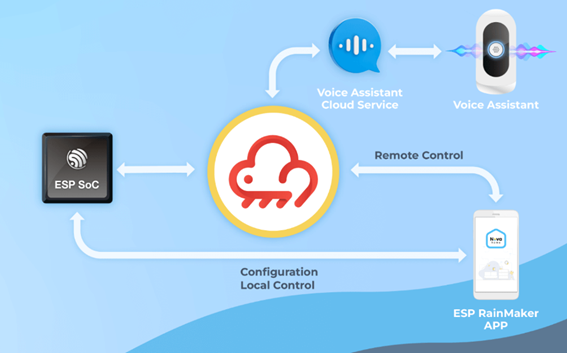 Voice Assistant
Cloud Service
Voice Assistant
Remote Control
ESP SoC
Configuration
Local Control
ESP RainMaker
APP